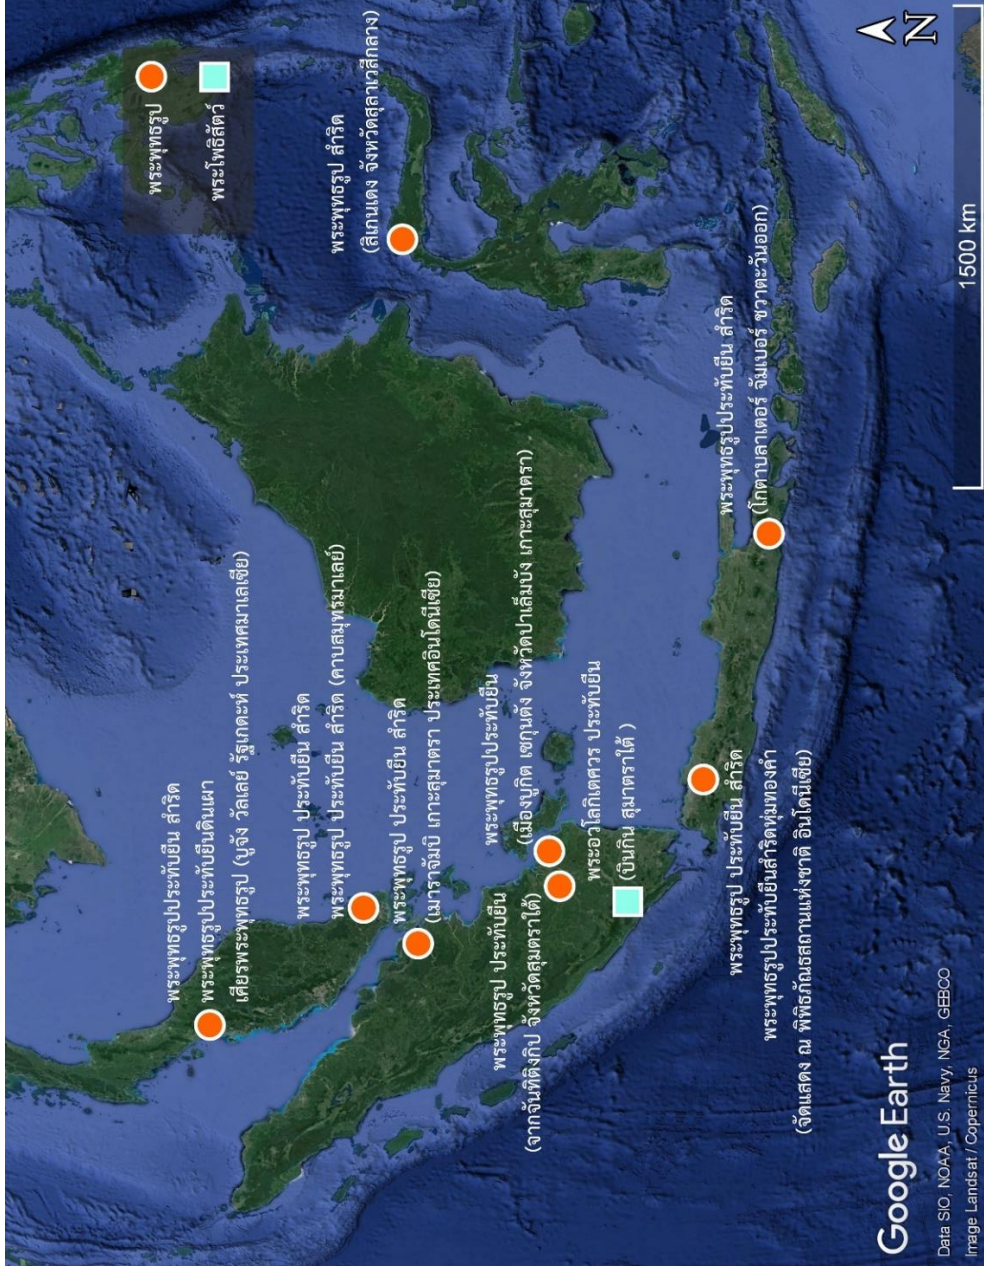 พระพุทธรูป
พระโพธิสัตว์
พระพุทธรูปประทับยืน สำริด
พระพุทธรูปประทับยืนดินเผา
เศียรพระพุทธรูป (บูจัง วัลเลย์ รัฐเกดะห์ ประเทศมาเลเซีย)
พระพุทธรูป ประทับยืน สำริด
พระพุทธรูป ประทับยืน สำริด (คาบสมุทรมาเลย์)
พระพุทธรูป ประทับยืน สำริด
(เมาราจัมบิ เกาะสุมาตรา ประเทศอินโดนีเซีย)
พระพุทธรูป สำริด
(สิเกนเดง จังหวัดสุลาเวสีกลาง)
พระพุทธรูปประทับยืน
(เมืองบูกิต เซกุนตัง จังหวัดปาเล็มบัง เกาะสุมาตรา)
พระพุทธรูป ประทับยืน
(จากจันทิติงกิป จังหวัดสุมตราใต้)
พระอวโลกิเตศวร ประทับยืน
(บินกิน สุมาตราใต้ )
พระพุทธรูปประทับยืน สำริด
(โกตาบลาเตอร์ จัมเบอร์ ชวาตะวันออก)
พระพุทธรูป ประทับยืน สำริด
พระพุทธรูปประทับยืนสำริดหุ้มทองคำ
(จัดแสดง ณ พิพิธภัณธสถานแห่งชาติ อินโดนีเซีย)
N
1500 km
Google Earth
Data SIO, NOAA, U.S. Navy, NGA, GEBCO
Image Landsat / Copernicus